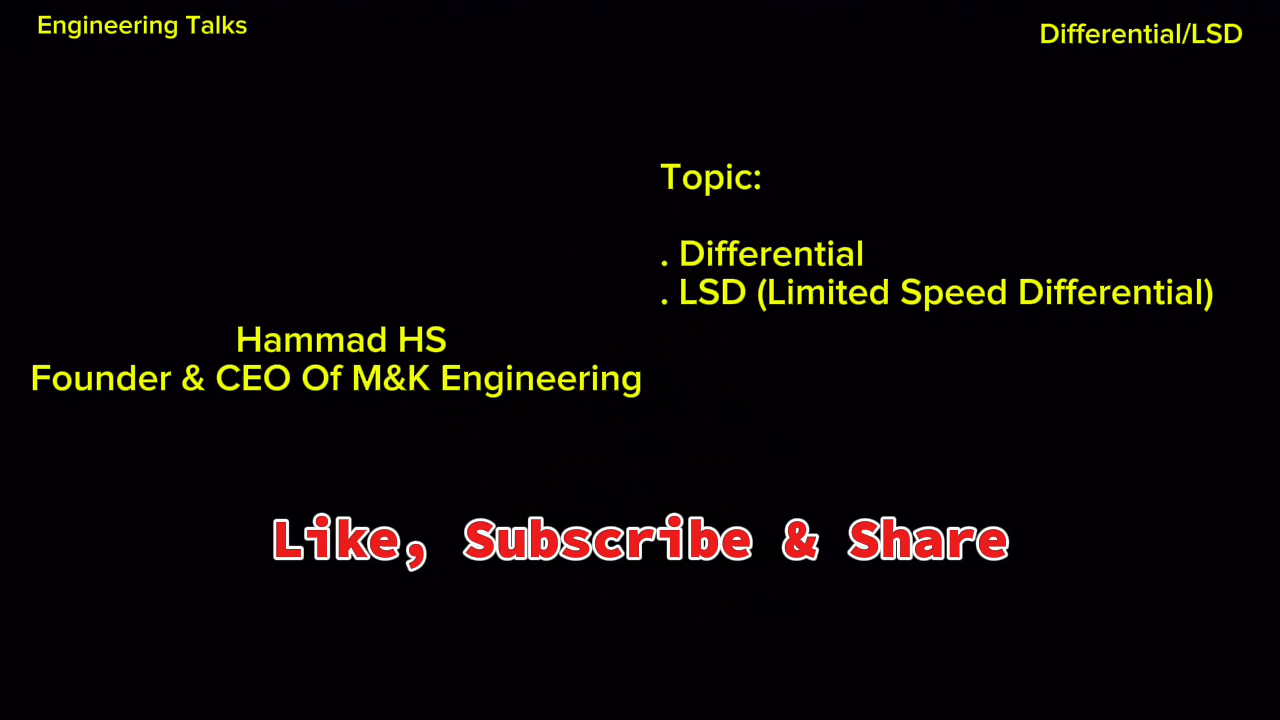 Engineering Talks
Differential/LSD
Topic:
. Differential
. LSD (Limited Speed Differential)
Hammad HS
Founder & CEO Of M&K Engineering
Like, Subscribe & Share